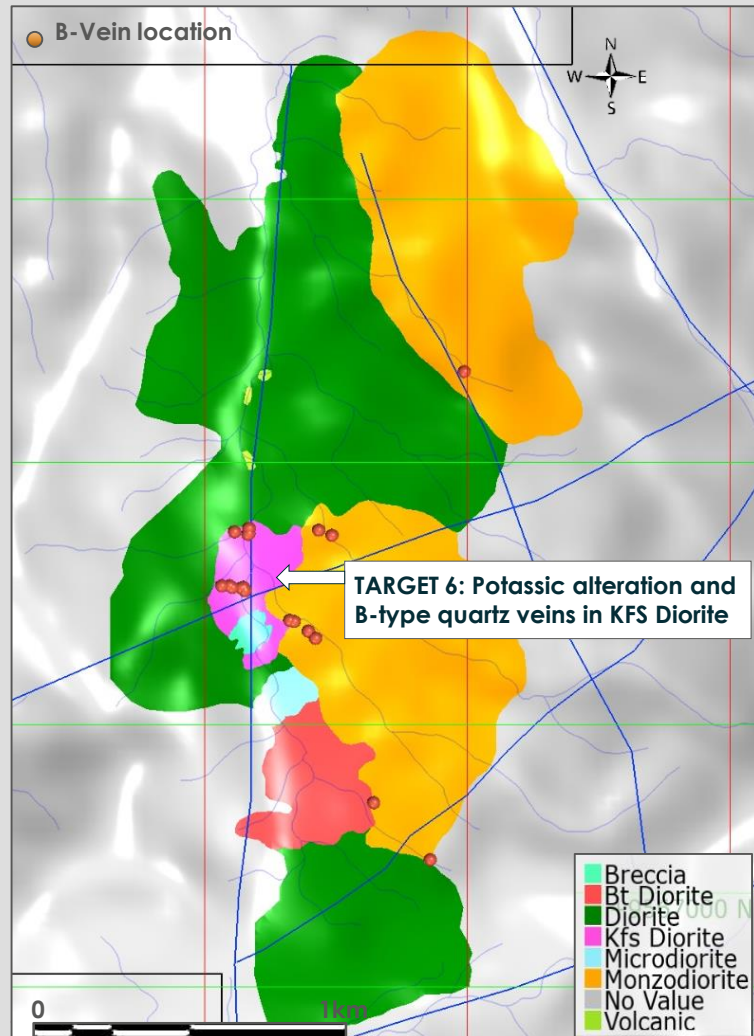 B-Vein location
N
W E
S
TARGET 6: Potassic alteration and
B-type quartz veins in KFS Diorite
Breccia
Bt Diorite
Diorite
Kfs Diorite
Microdiorite
Monzodiorite
No Value
Volcanic
7000 N
0 1km